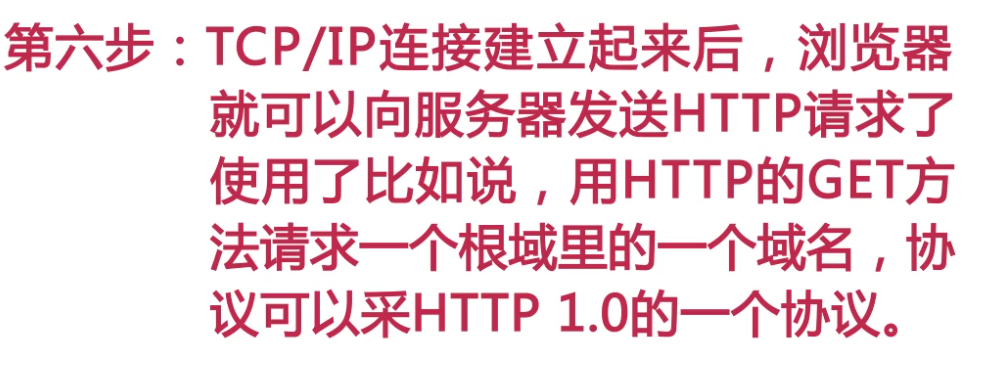 第六步：TCP/IP连接建立起来后，浏览器
就可以向服务器发送HTTP请求了
使用了比如说，用HTTP的GET方
法请求一个根域里的一个域名，协
议可以采HTTP 1.0的一个协议。